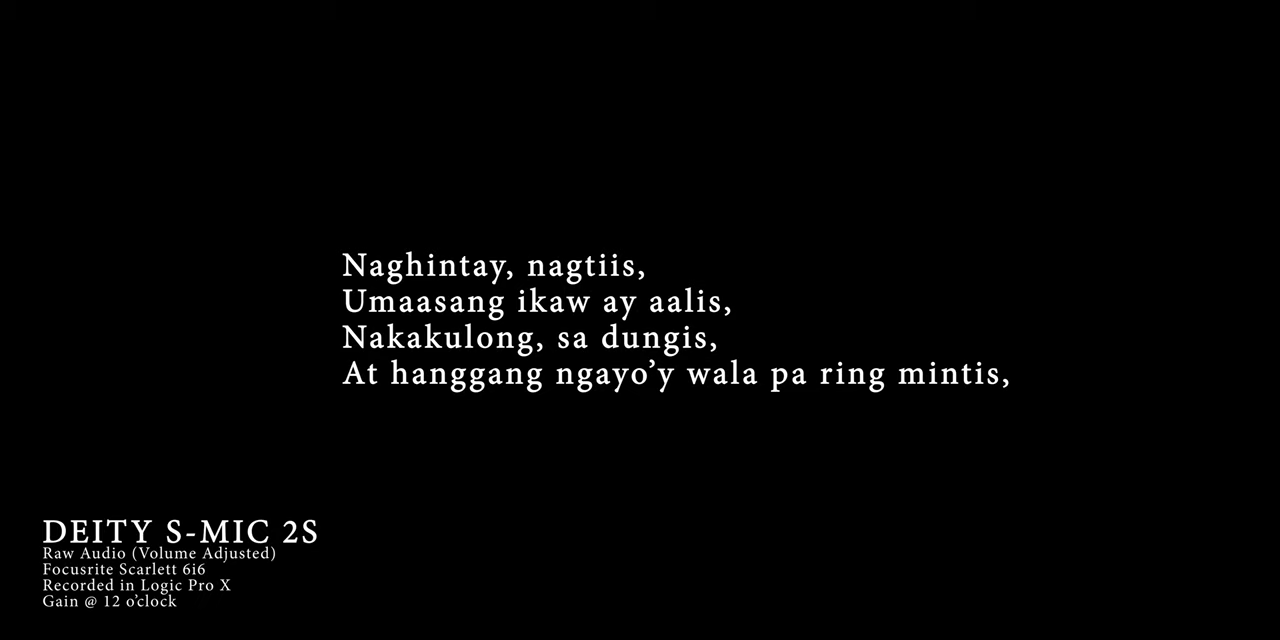 Naghintay, nagtiis,
Umaasang ikaw ay aalis,
Nakakulong, sa dungis,
At hanggang ngayo’y wala pa ring mintis,
DEITY S-MIC 2S
Raw Audio (Volume Adjusted)
Focusrite Scarlett 6i6
Recorded in Logic Pro X
Gain @ 12 o’clock